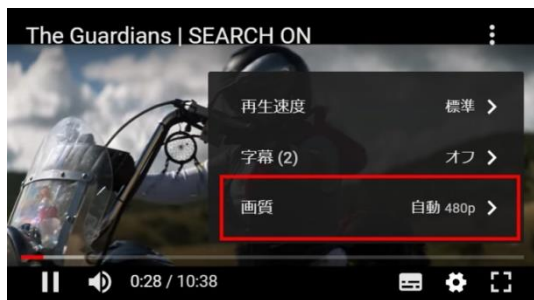 The Guardians | SEARCH ON
再生速度 標準
字幕 (2) オフ
画質 自動 480p
0:28 / 10:38